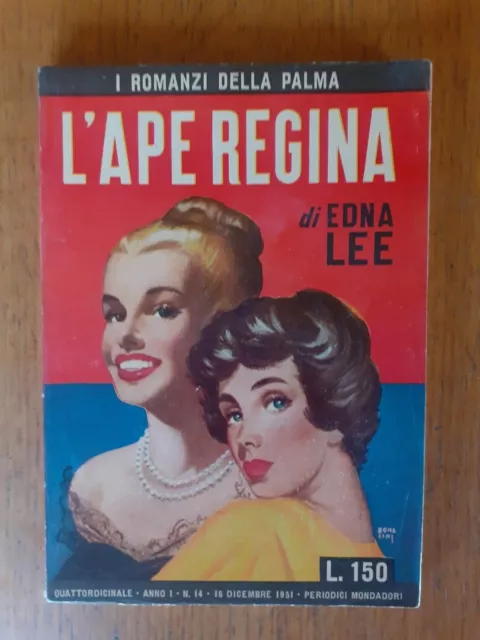 I ROMANZI DELLA PALMA
L'APE REGINA
di EDNA
LEE
L. 150
QUATTORDICINALE · ANNO I · N. 14 · 16 DICEMBRE 1951 · PERIODICI MONDADORI